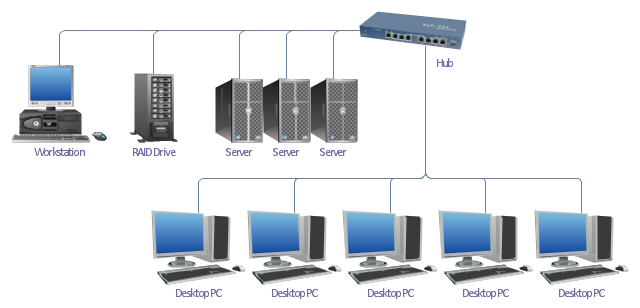 Hub
Workstation
RAID Drive
Server
Server
Server
Desktop PC
Desktop PC
Desktop PC
Desktop PC
Desktop PC